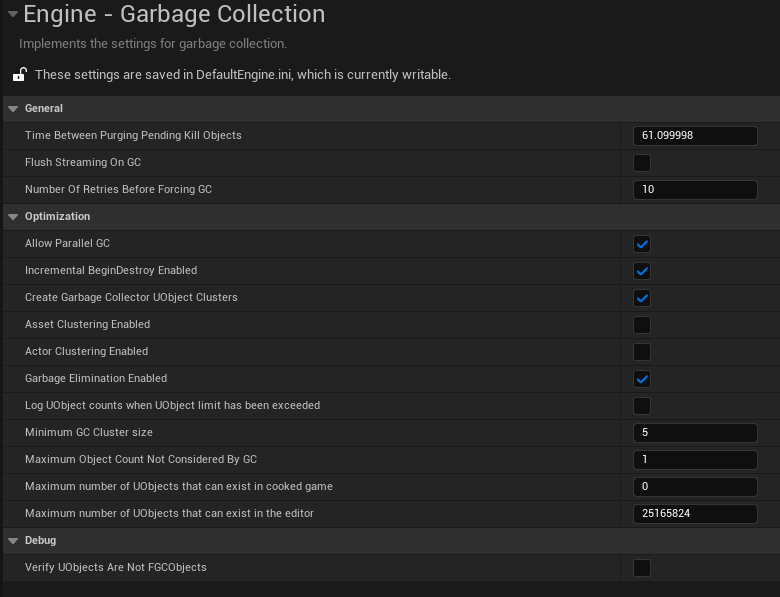 Engine - Garbage Collection
Implements the settings for garbage collection.
These settings are saved in DefaultEngine.ini, which is currently writable.
General
Time Between Purging Pending Kill Objects 61.099998
Flush Streaming On GC
Number Of Retries Before Forcing GC 10
Optimization
Allow Parallel GC
Incremental BeginDestroy Enabled
Create Garbage Collector UObject Clusters
Asset Clustering Enabled
Actor Clustering Enabled
Garbage Elimination Enabled
Log UObject counts when UObject limit has been exceeded
Minimum GC Cluster size 5
Maximum Object Count Not Considered By GC 1
Maximum number of UObjects that can exist in cooked game 0
Maximum number of UObjects that can exist in the editor 25165824
Debug
Verify UObjects Are Not FGCObjects